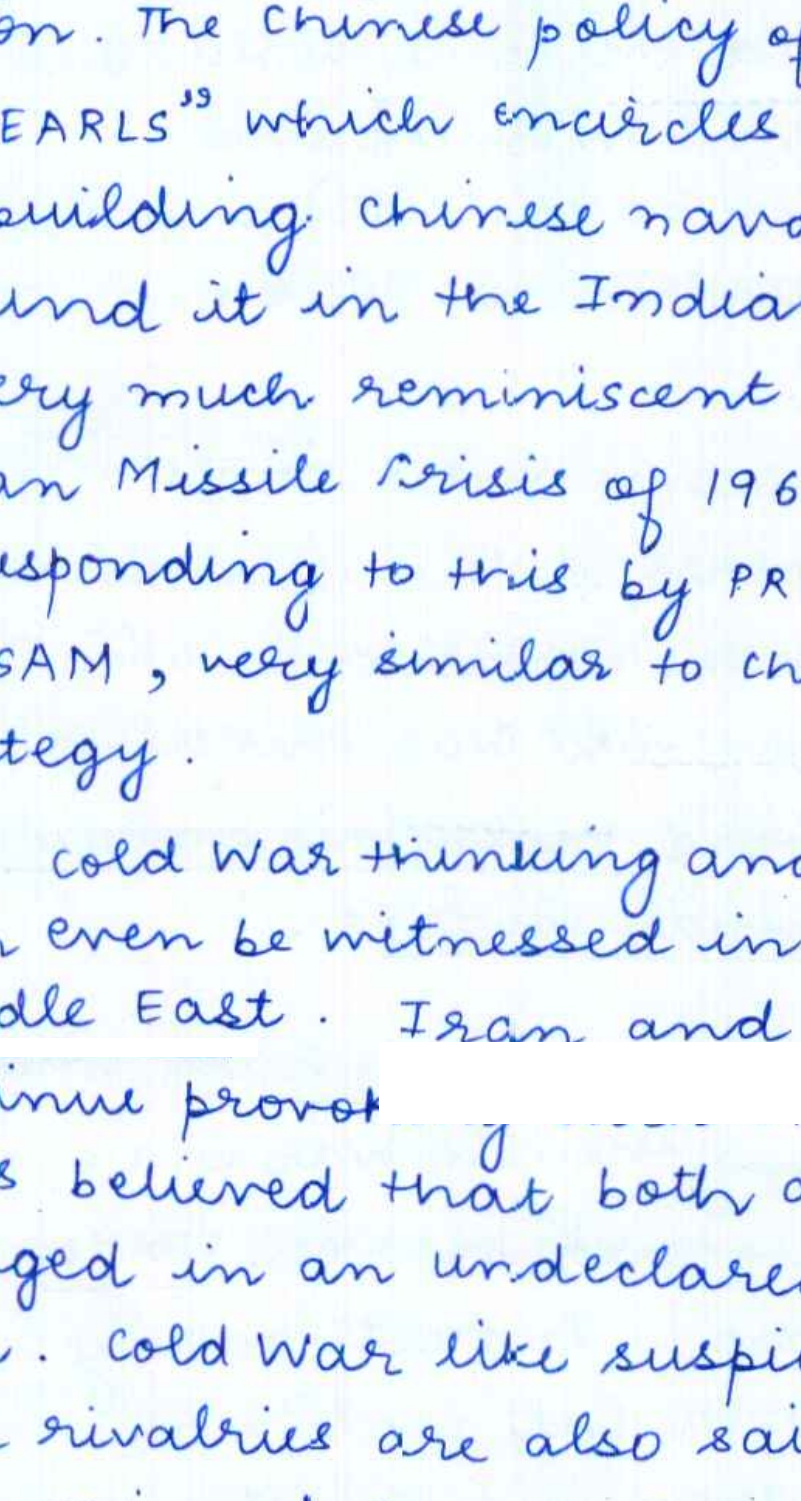 on. The Chinese policy of
EARLS" which encircles
building Chinese nava
und it in the India
ery much reminiscent
an Missile Crisis of 196
esponding to this by PR
SAM, very similar to ch
tegy.
cold war thinking and
even be witnessed in
dle East. Iran and
inue provok
s believed that both
ged in an undeclare
. Cold War like suspi
rivalries are also sai